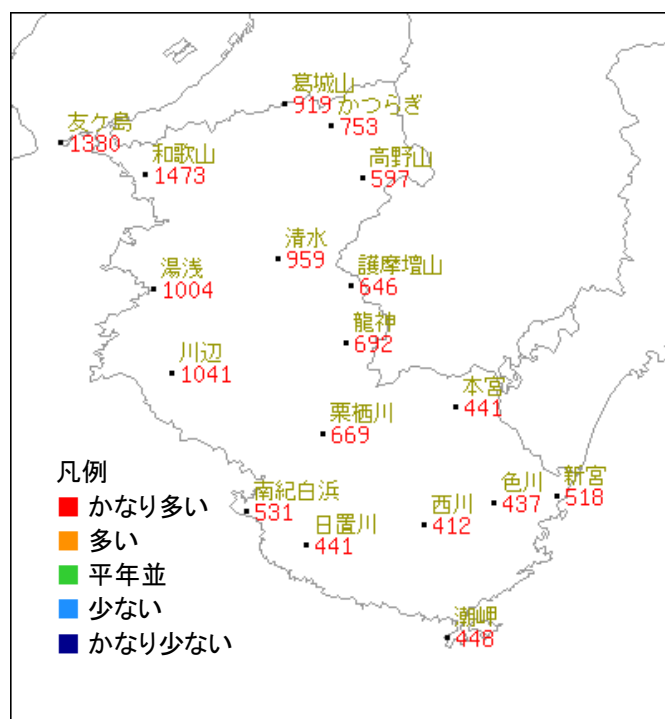 葛城山
919
かつらぎ
753
友ケ島
1380
和歌山
1473
高野山
597
清水
959
護摩壇山
646
湯浅
1004
龍神
692
川辺
1041
本宮
441
栗栖川
669
南紀白浜
531
日置川
441
西川
412
色川
437
新宮
518
潮岬
448
凡例
かなり多い
多い
平年並
少ない
かなり少ない